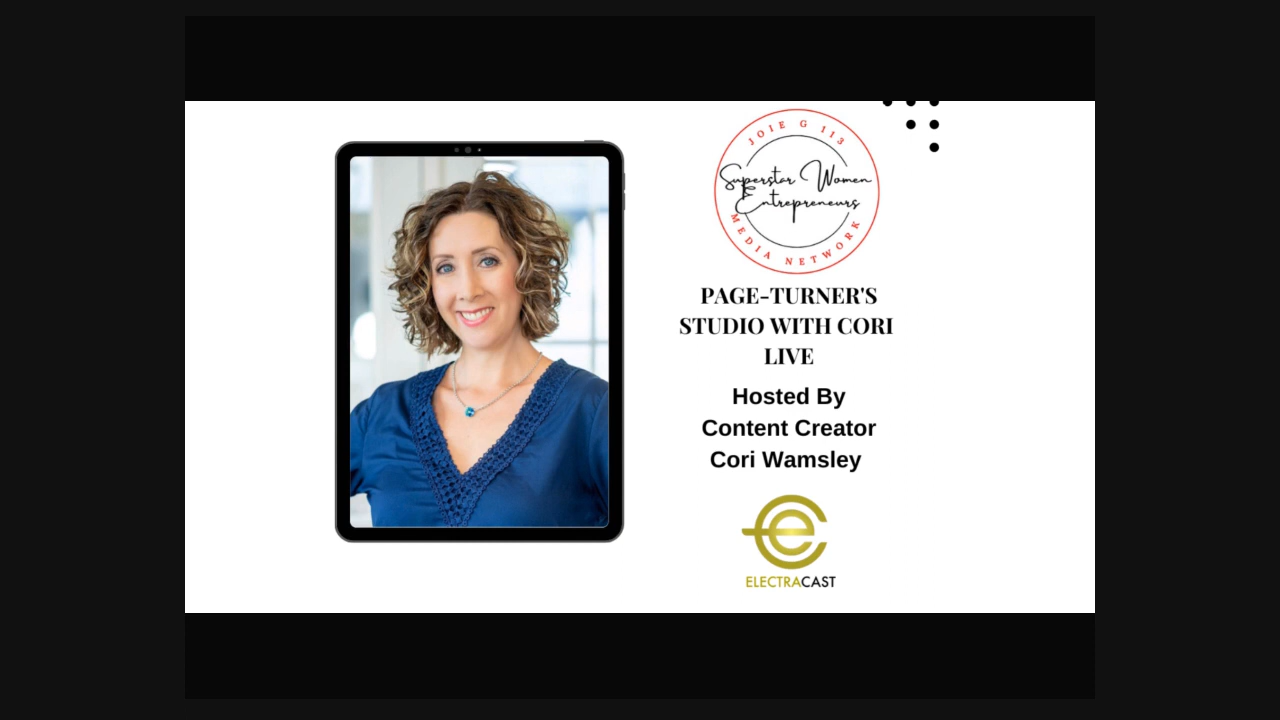 JOIE G 113
Superstar Women
Entrepreneurs
MEDIA NETWORK
PAGE-TURNER'S
STUDIO WITH CORI
LIVE
Hosted By
Content Creator
Cori Wamsley
ELECTRACAST